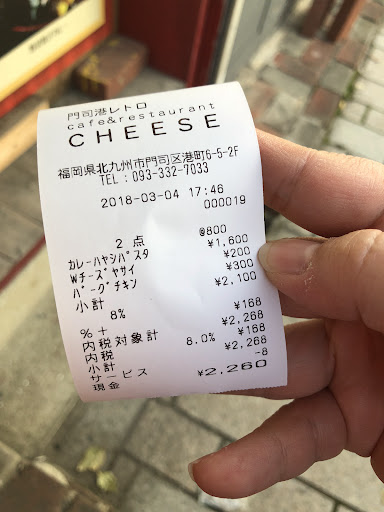 門司港レトロ
cafe&restaurant
CHEESE
福岡県北九州市門司区港町6-5-2F
TEL:093-332-7033
2018-03-04 17:46
000019
2点 @800
カレーハヤシパスタ ¥1,600
Wチーズヤサイ ¥200
バーグチキン ¥300
小計 ¥2,100
8%
%+ ¥168
内税対象計 ¥2,268
内税 8.0% ¥168
小計 ¥2,268
サービス -8
現金 ¥2,260